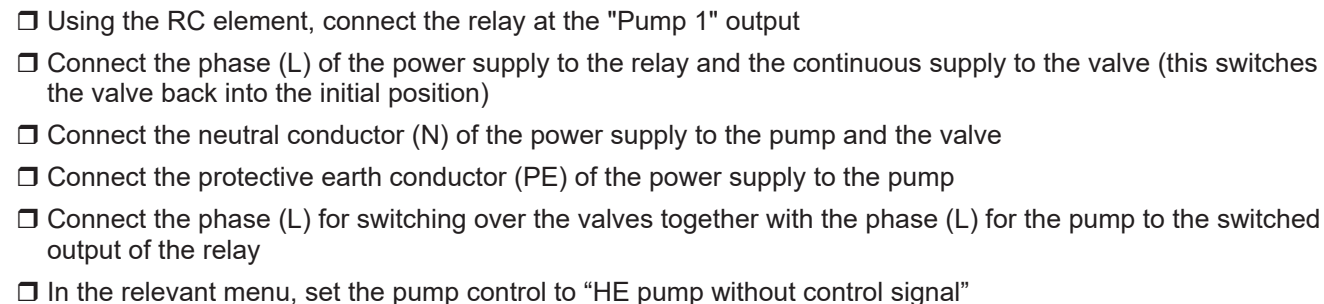 ❒ Using the RC element, connect the relay at the "Pump 1" output
❒ Connect the phase (L) of the power supply to the relay and the continuous supply to the valve (this switches
the valve back into the initial position)
❒ Connect the neutral conductor (N) of the power supply to the pump and the valve
❒ Connect the protective earth conductor (PE) of the power supply to the pump
❒ Connect the phase (L) for switching over the valves together with the phase (L) for the pump to the switched
output of the relay
❒ In the relevant menu, set the pump control to “HE pump without control signal”